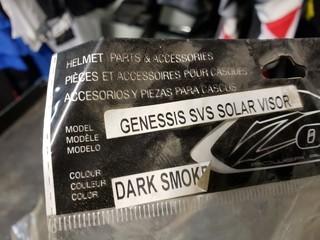 HELMET PARTS & ACCESSORIES
PIÈCES ET ACCESSOIRES POUR CASQUES
ACCESORIOS Y PIEZAS PARA CASCOS
MODEL
MODÈLE
MODELO
GENESSIS SVS SOLAR VISOR
COLOUR
COULEUR
COLOR
DARK SMOKE